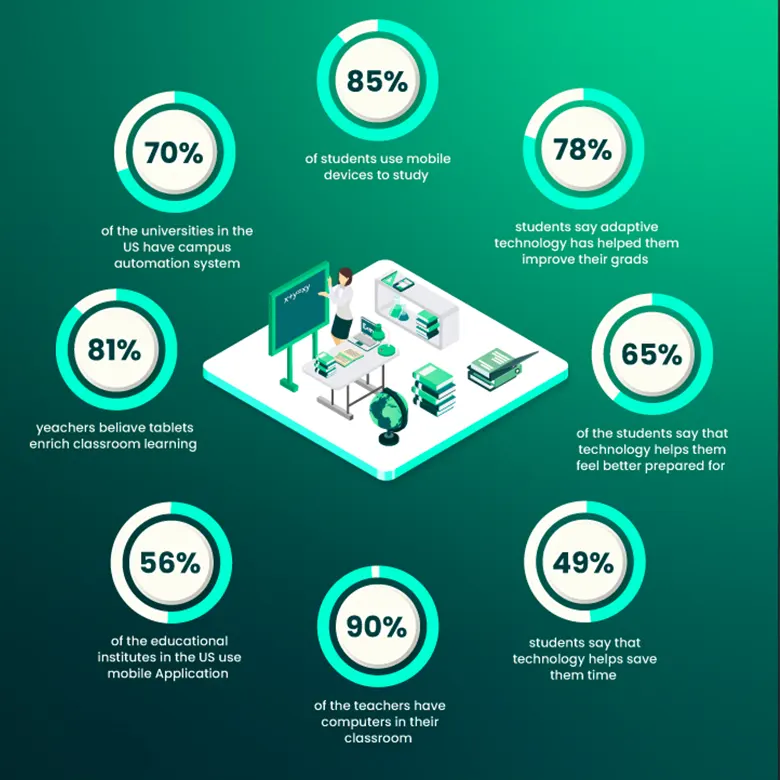 85%
of students use mobile
devices to study
70%
of the universities in the
US have campus
automation system
78%
students say adaptive
technology has helped them
improve their grads
x+y=xy
81%
yeachers beliave tablets
enrich classroom learning
65%
of the students say that
technology helps them
feel better prepared for
56%
of the educational
institutes in the US use
mobile Application
90%
of the teachers have
computers in their
classroom
49%
students say that
technology helps save
them time